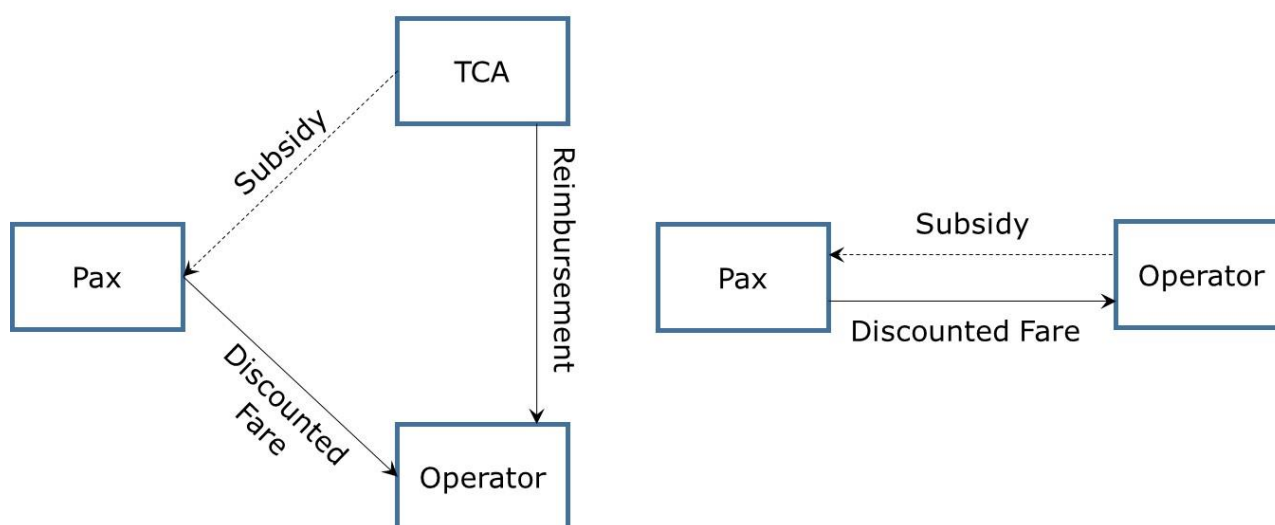 TCA
Subsidy
Reimbursement
Pax
Discounted
Fare
Operator
Subsidy
Pax
Operator
Discounted Fare